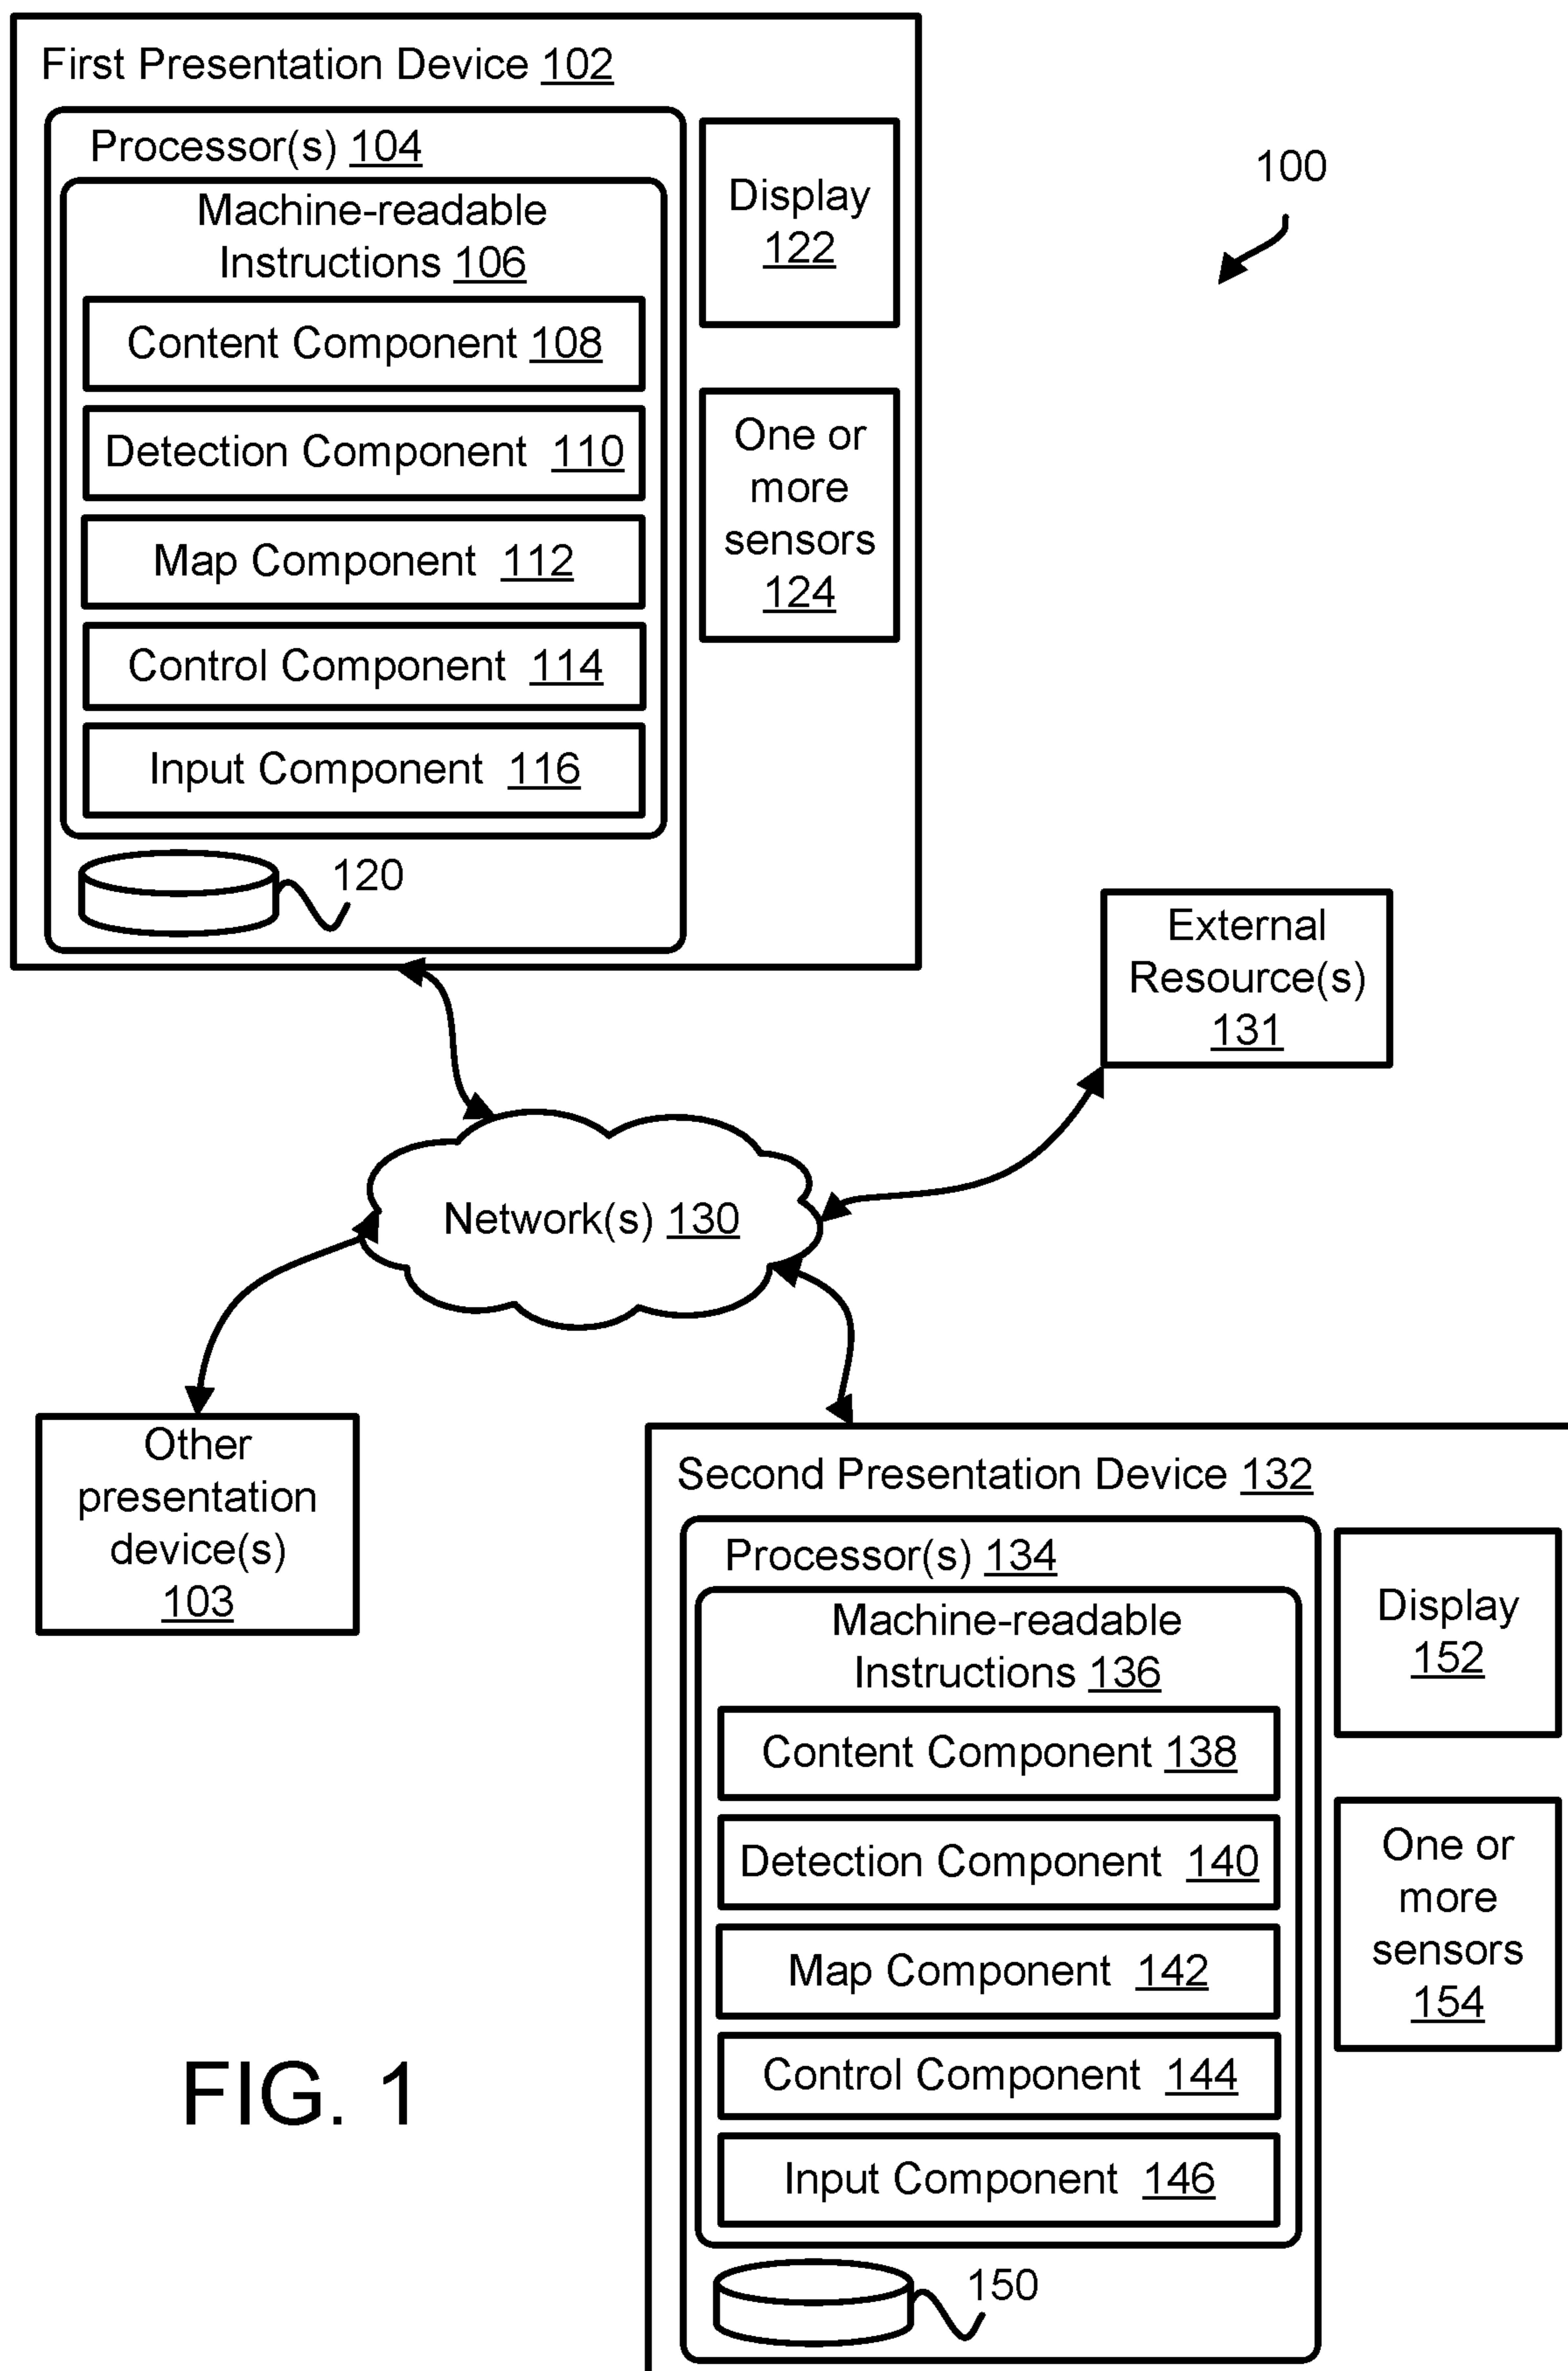 First Presentation Device 102
Processor(s) 104
Machine-readable
Instructions 106
Content Component 108
Detection Component 110
Map Component 112
Control Component 114
Input Component 116
120
Display
122
One or
more
sensors
124
100
External
Resource(s)
131
Network(s) 130
Other
presentation
device(s)
103
Second Presentation Device 132
Processor(s) 134
Machine-readable
Instructions 136
Content Component 138
Detection Component 140
Map Component 142
Control Component 144
Input Component 146
150
Display
152
One or
more
sensors
154
FIG. 1